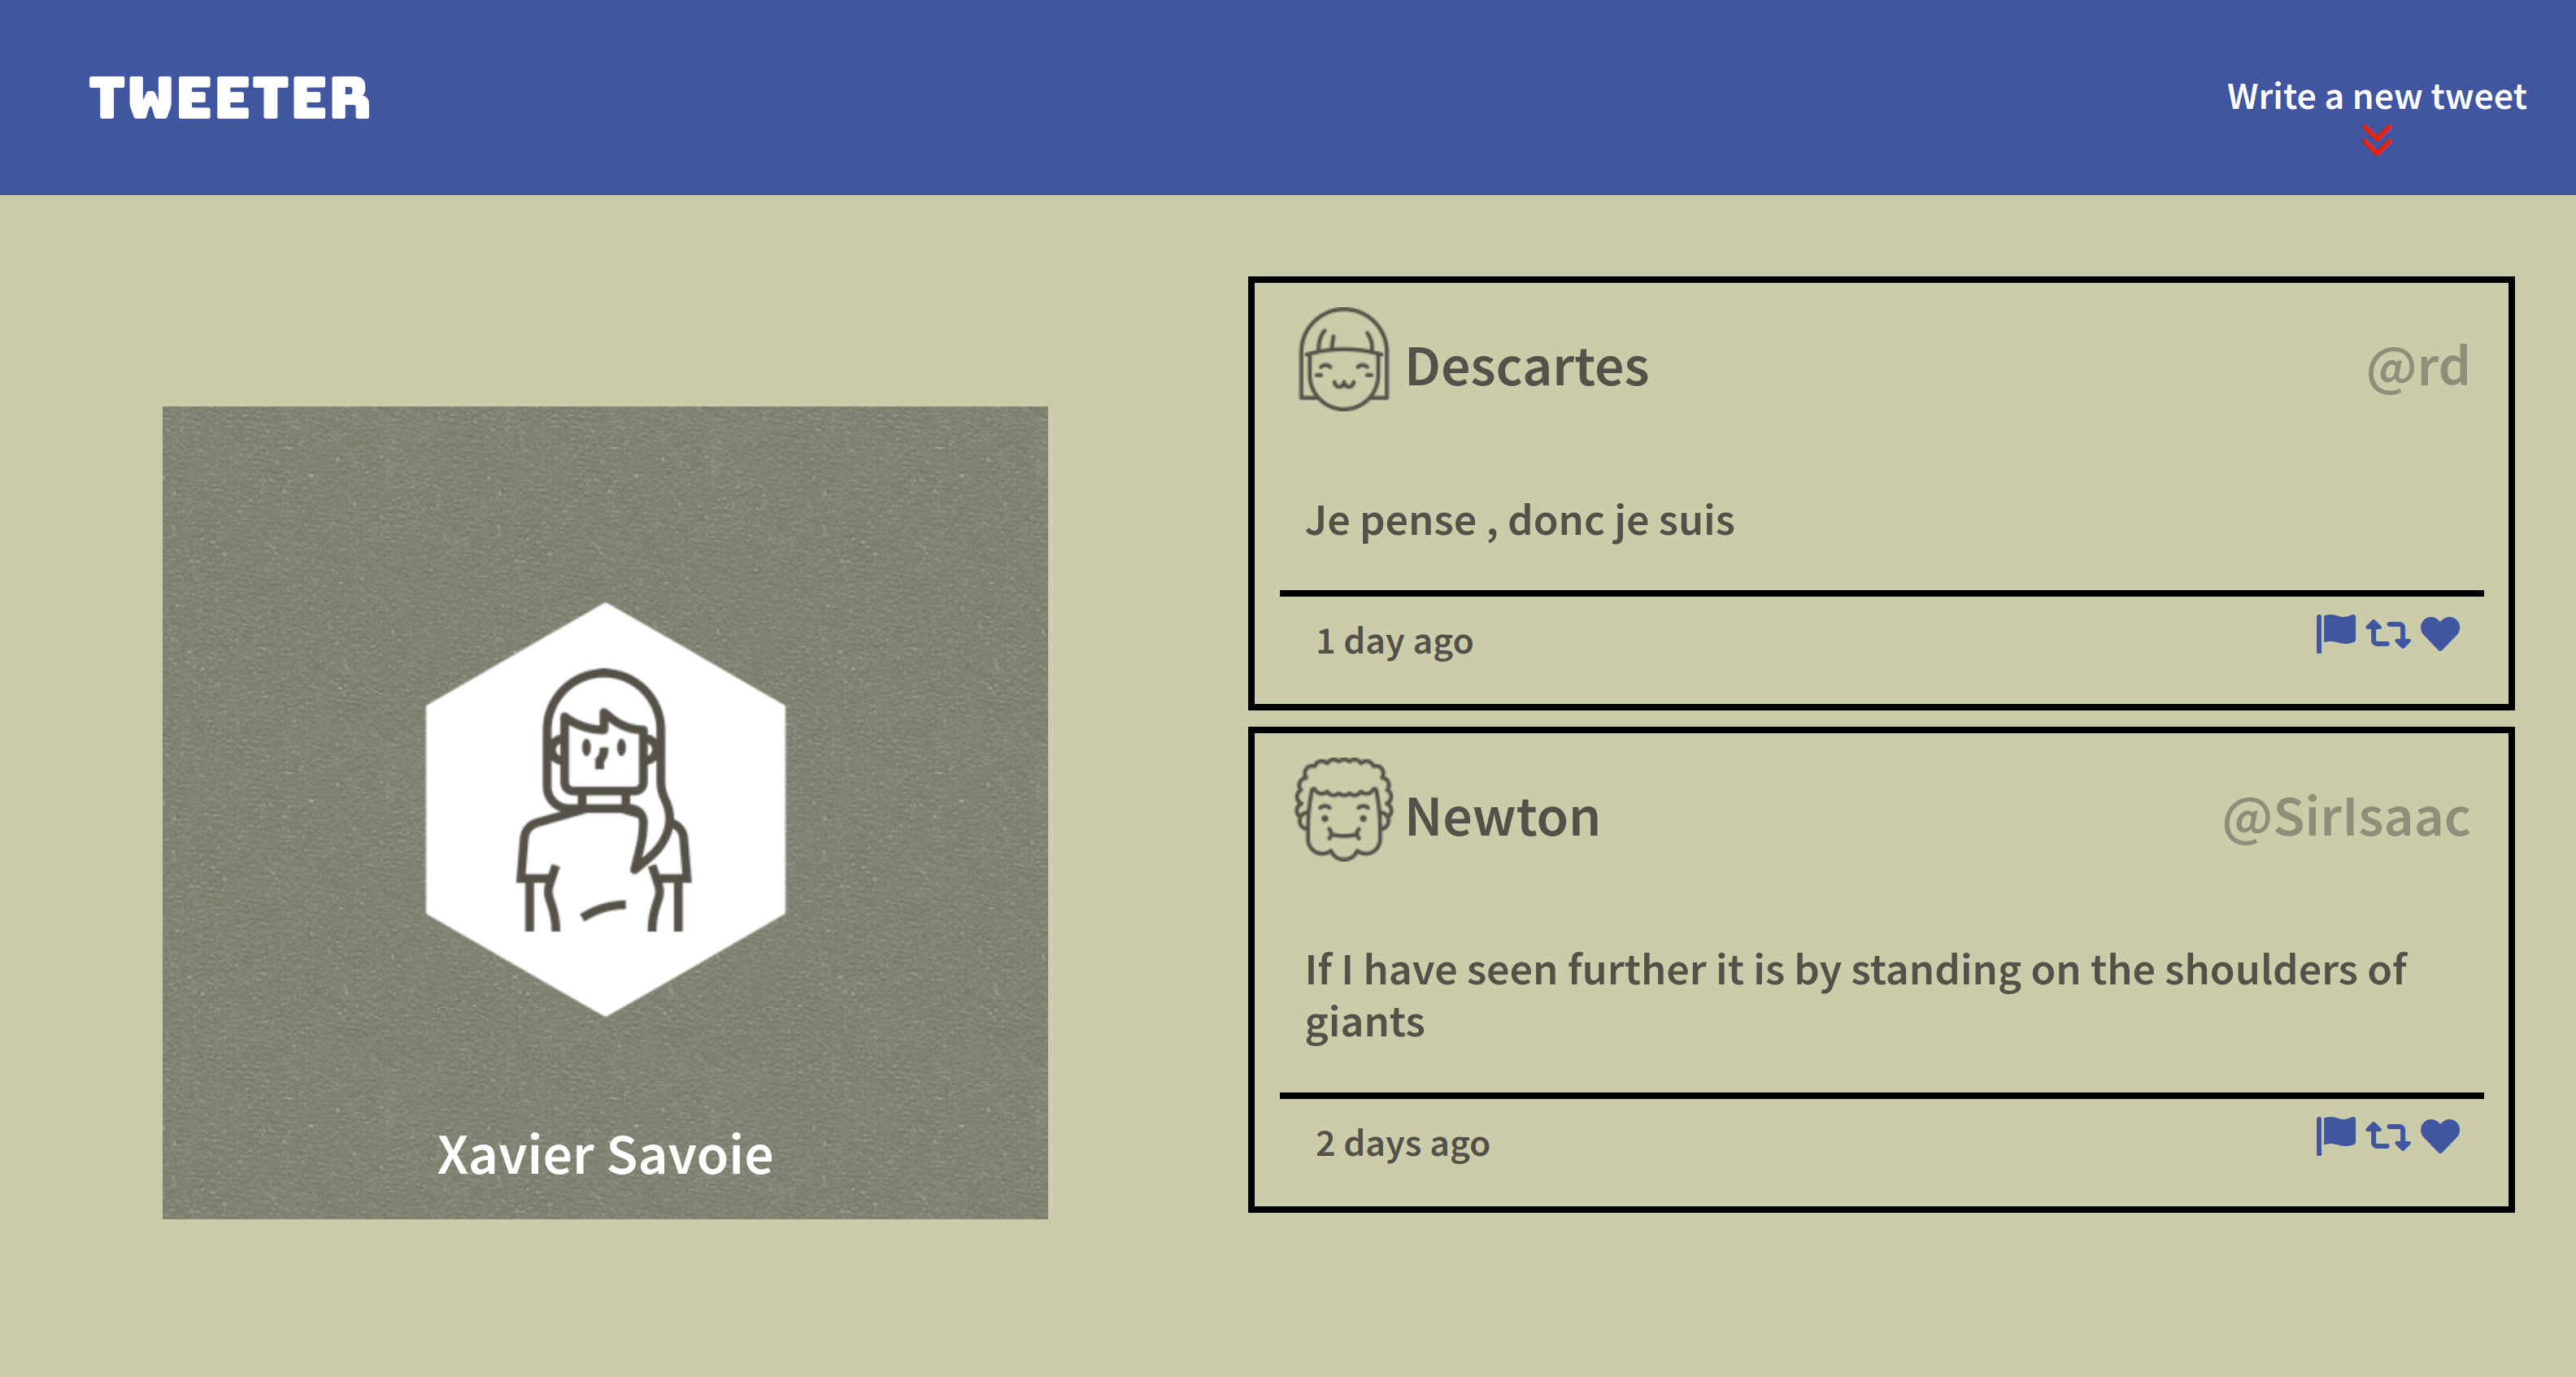 TWEETER
Write a new tweet
Xavier Savoie
Descartes
@rd
Je pense , donc je suis
1 day ago
Newton
@SirIsaac
If I have seen further it is by standing on the shoulders of
giants
2 days ago